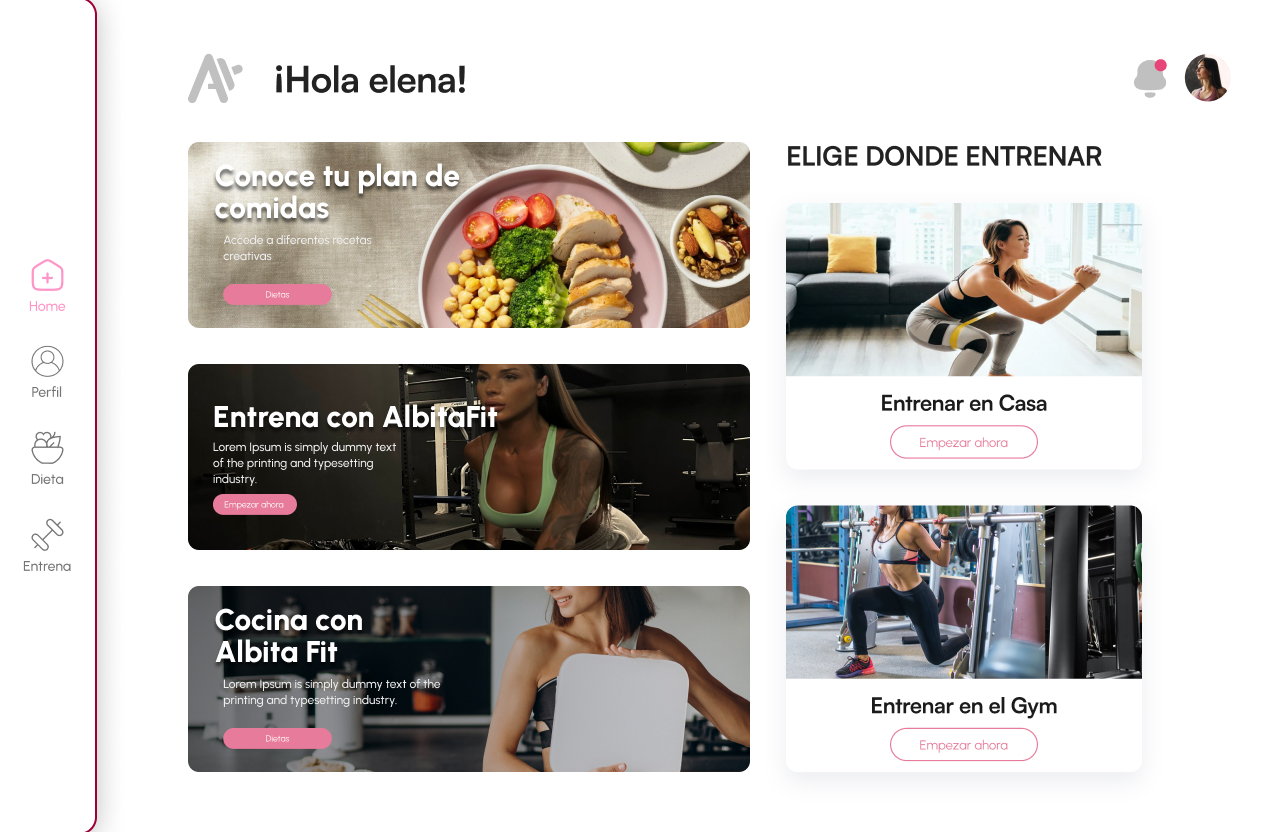 ¡Hola elena!
Home
Perfil
Dieta
Entrena
Conoce tu plan de
comidas
Accede a diferentes recetas
creativas
Dietas
Entrena con AlbitaFit
Lorem Ipsum is simply dummy text
of the printing and typesetting
industry.
Empezar ahora
Cocina con
Albita Fit
Lorem Ipsum is simply dummy text of the
printing and typesetting industry.
Dietas
ELIGE DONDE ENTRENAR
Entrenar en Casa
Empezar ahora
Entrenar en el Gym
Empezar ahora